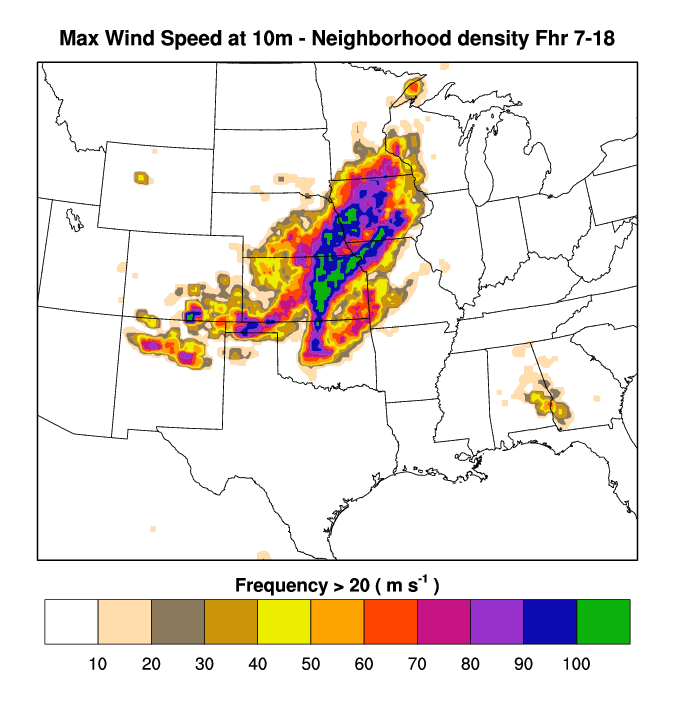 Max Wind Speed at 10m - Neighborhood density Fhr 7-18
Frequency > 20 ( m s⁻¹ )
10 20 30 40 50 60 70 80 90 100